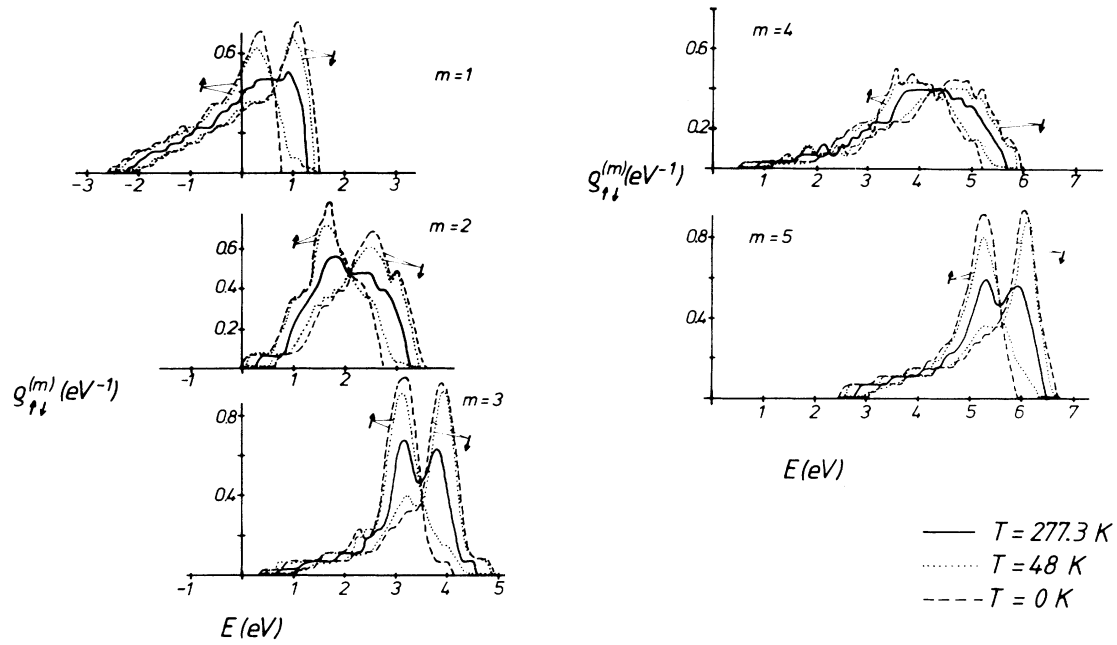 0.6
m=1
-3 -2 -1 0 1 2 3
m=2
0.6
0.4
0.2
-1 1 2 3 4
ϱ↑↓^(m) (eV⁻¹)
m=3
0.8
0.4
-1 1 2 3 4 5
E (eV)
m=4
0.6
0.2
1 2 3 4 5 6 7
ϱ↑↓^(m) (eV⁻¹)
m=5
0.8
0.4
1 2 3 4 5 6 7
E (eV)
T = 277.3 K
T = 48 K
T = 0 K